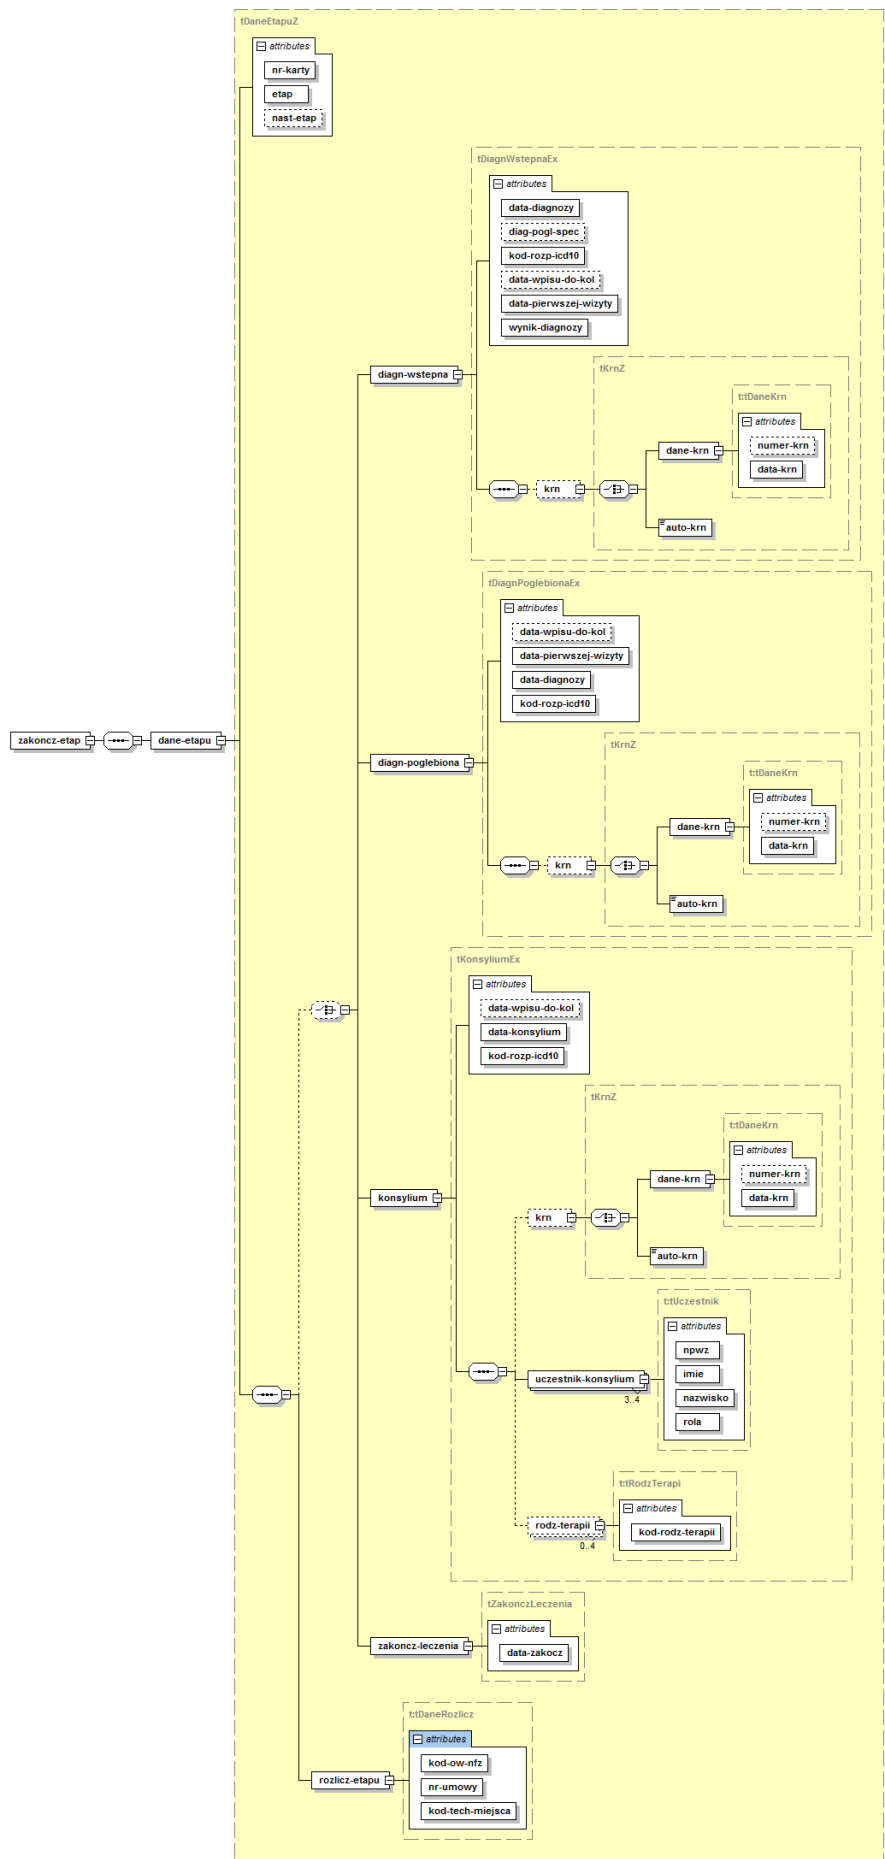 tDaneEtapuZ
attributes
nr-karty
etap
nast-etap
tDiagnWstepnaEx
attributes
data-diagnozy
diag-pogl-spec
kod-rozp-icd10
data-wpisu-do-kol
data-pierwszej-wizyty
wynik-diagnozy
diagn-wstepna
tKrnZ
t:tDaneKrn
attributes
numer-krn
data-krn
dane-krn
krn
auto-krn
tDiagnPoglebionaEx
attributes
data-wpisu-do-kol
data-pierwszej-wizyty
data-diagnozy
kod-rozp-icd10
zakoncz-etap
dane-etapu
diagn-poglebiona
tKrnZ
t:tDaneKrn
attributes
numer-krn
data-krn
dane-krn
krn
auto-krn
tKonsyliumEx
attributes
data-wpisu-do-kol
data-konsylium
kod-rozp-icd10
konsylium
tKrnZ
t:tDaneKrn
attributes
numer-krn
data-krn
dane-krn
krn
auto-krn
t:tUczestnik
attributes
npwz
imie
nazwisko
rola
uczestnik-konsylium
3..4
t:tRodzTerapi
attributes
kod-rodz-terapii
rodz-terapii
0..4
tZakonczLeczenia
attributes
data-zakocz
zakoncz-leczenia
t:tDaneRozlicz
attributes
kod-ow-nfz
nr-umowy
kod-tech-miejsca
rozlicz-etapu